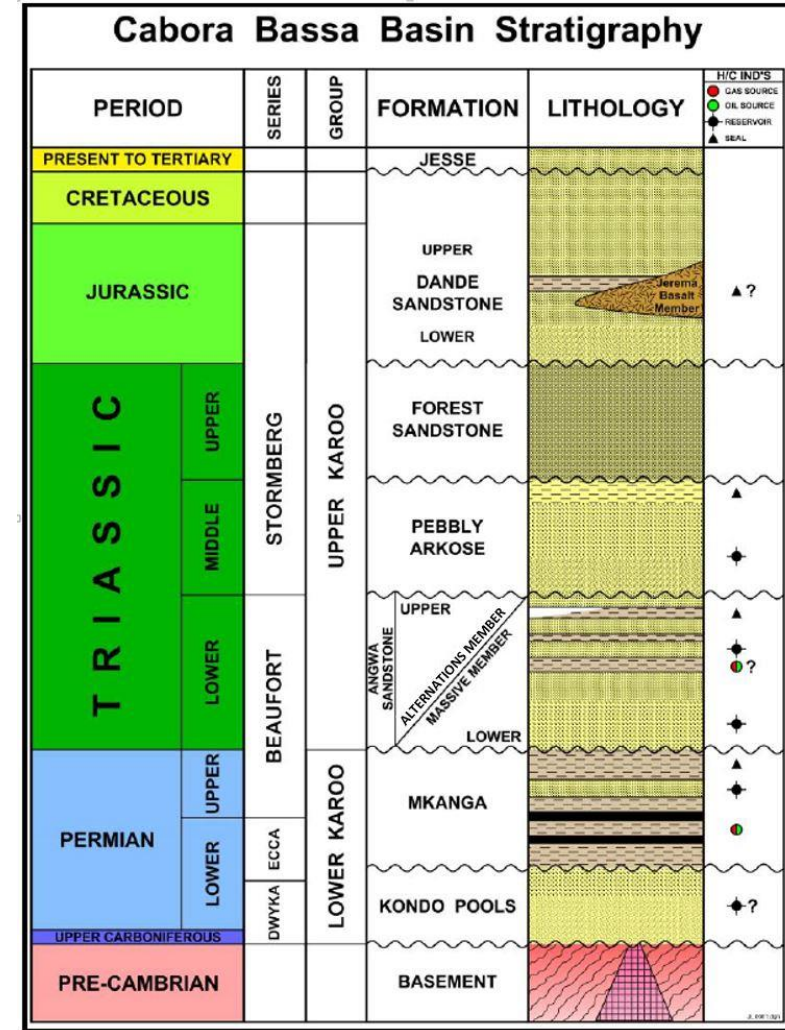 Cabora Bassa Basin Stratigraphy
PERIOD
SERIES
GROUP
FORMATION
LITHOLOGY
H/C IND'S
GAS SOURCE
OIL SOURCE
RESERVOIR
SEAL
PRESENT TO TERTIARY
JESSE
CRETACEOUS
JURASSIC
UPPER
DANDE
SANDSTONE
LOWER
Jerema
Basalt
Member
?
TRIASSIC
UPPER
MIDDLE
LOWER
STORMBERG
BEAUFORT
UPPER KAROO
FOREST
SANDSTONE
PEBBLY
ARKOSE
ANGWA
SANDSTONE
UPPER
ALTERNATIONS MEMBER
MASSIVE MEMBER
LOWER
?
PERMIAN
UPPER
LOWER
ECCA
DWYKA
LOWER KAROO
MKANGA
KONDO POOLS
?
UPPER CARBONIFEROUS
PRE-CAMBRIAN
BASEMENT